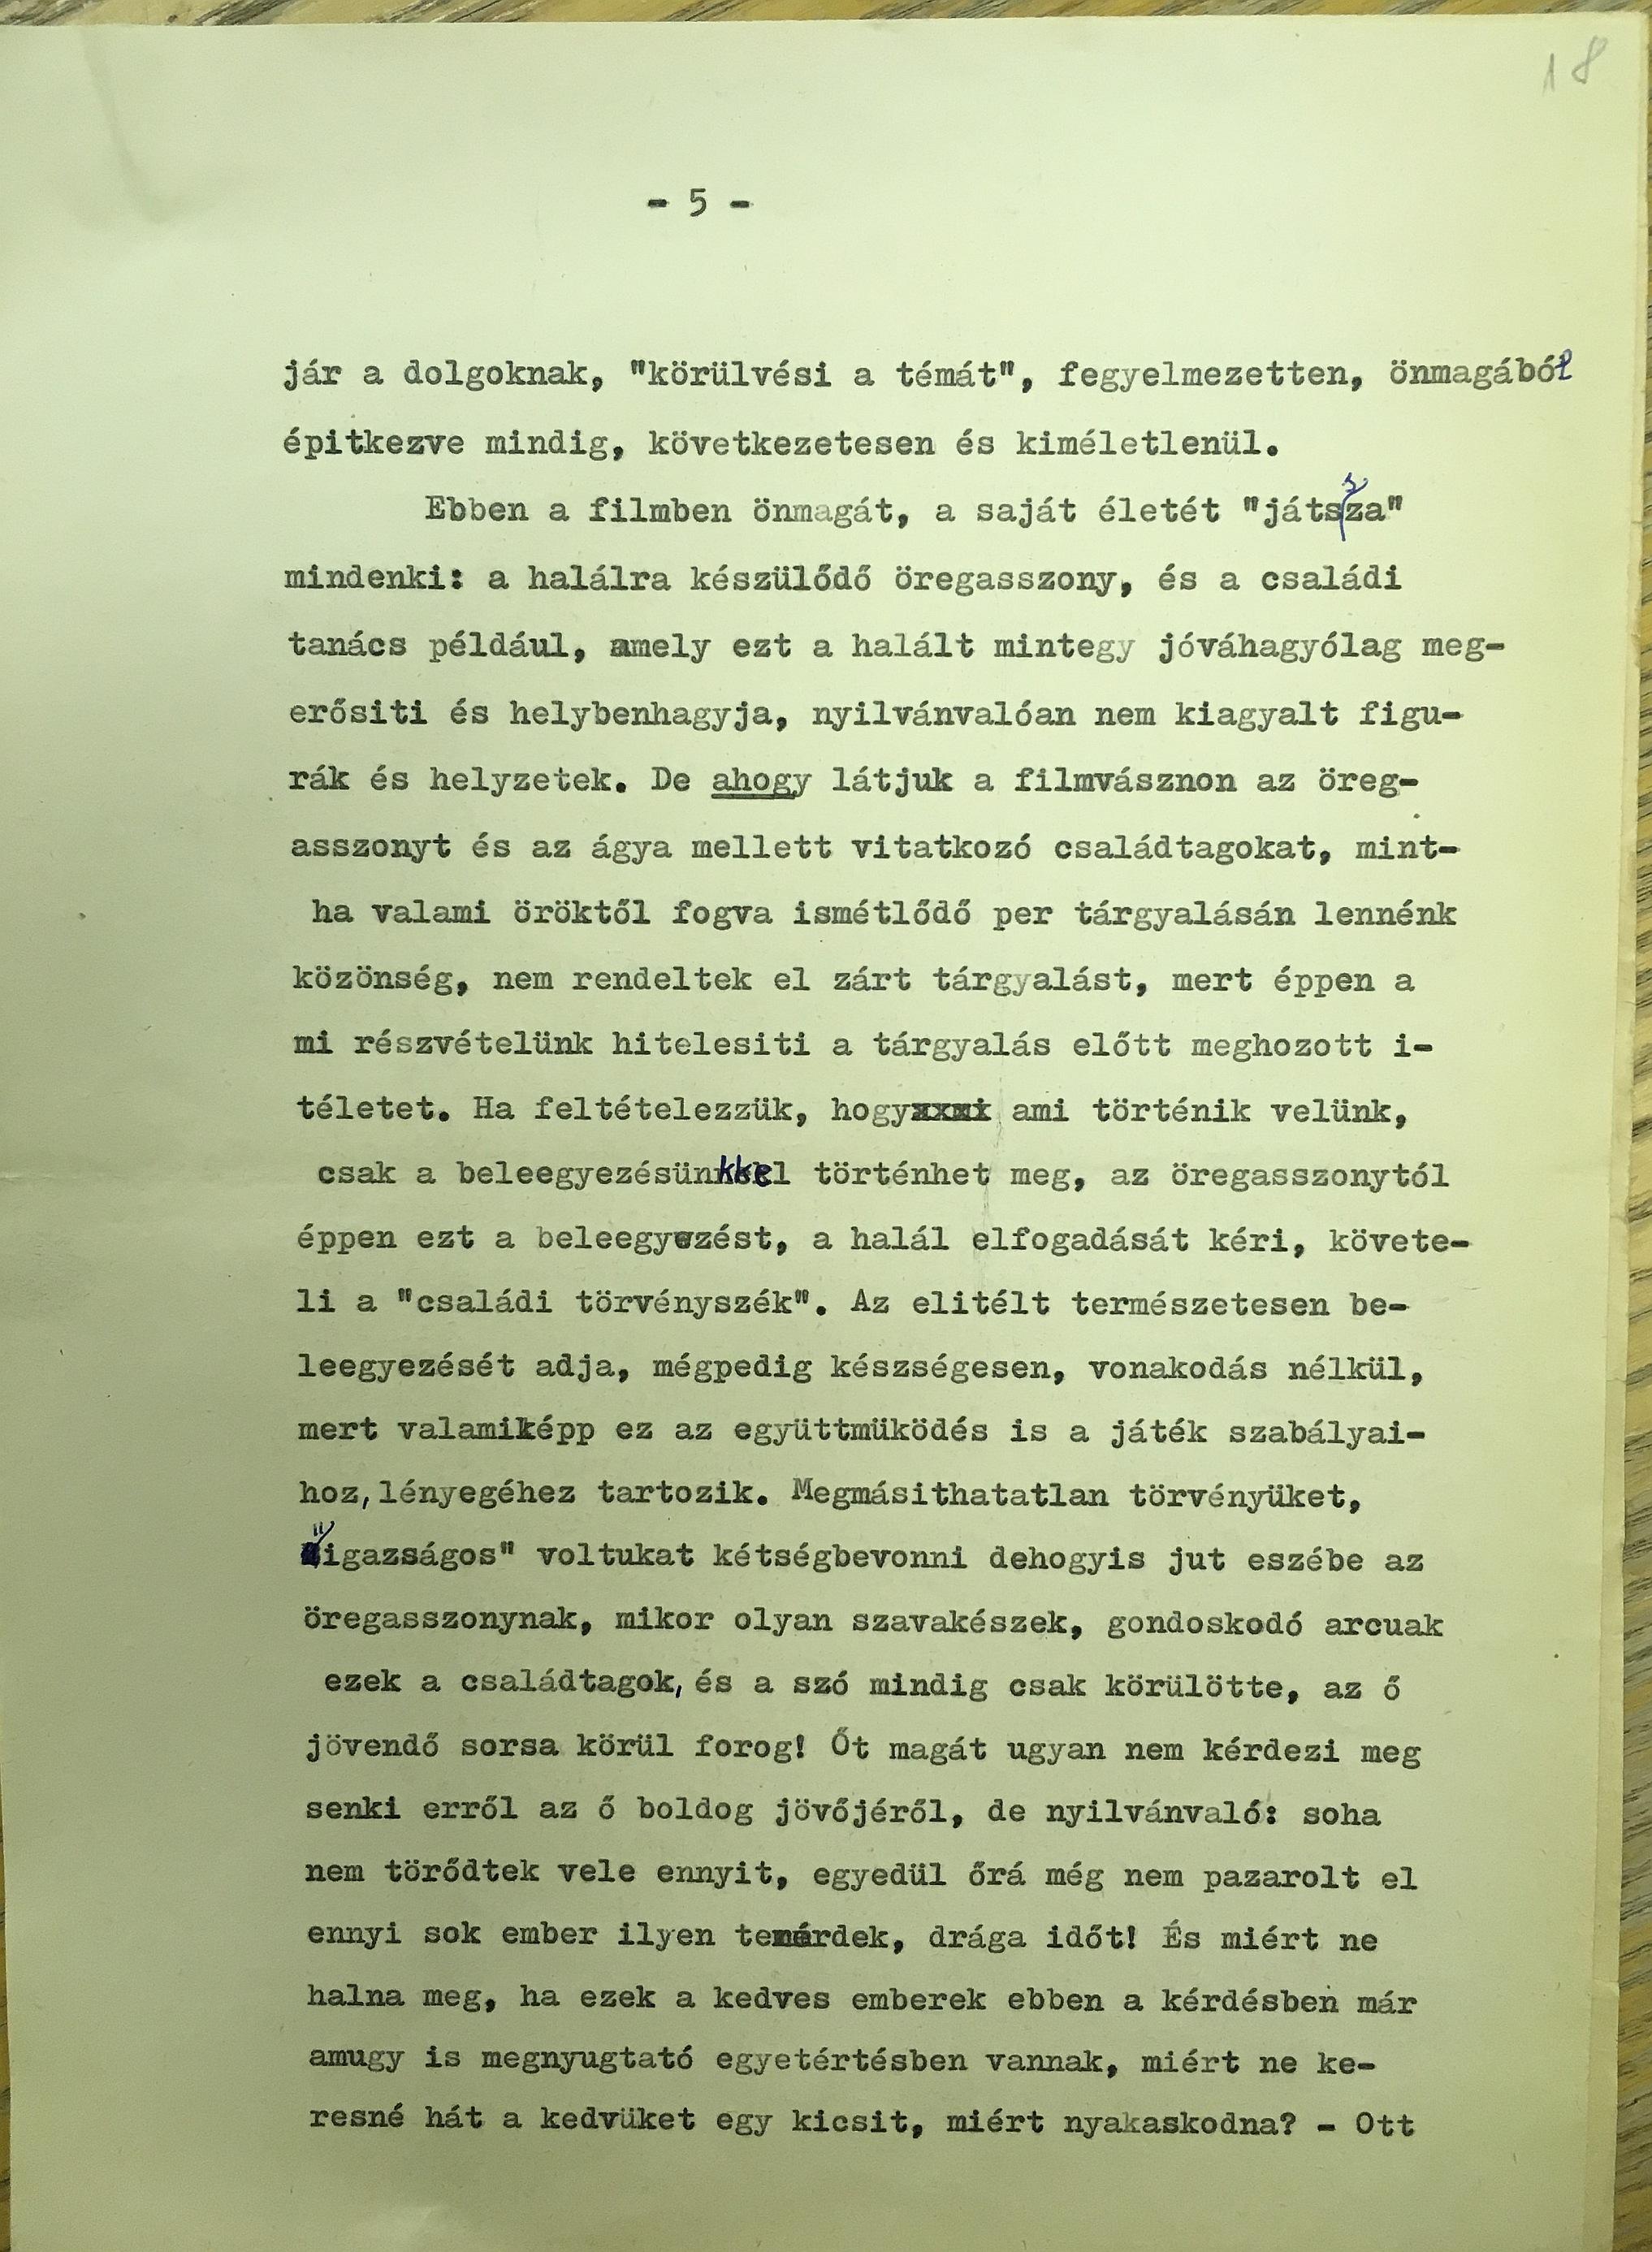 18
- 5 -
jár a dolgoknak, "körülvési a témát", fegyelmezetten, önmagából
épitkezve mindig, következetesen és kiméletlenül.
Ebben a filmben önmagát, a saját életét "játssza"
mindenki: a halálra készülődő öregasszony, és a családi
tanács például, amely ezt a halált mintegy jóváhagyólag meg-
erősiti és helybenhagyja, nyilvánvalóan nem kiagyalt figu-
rák és helyzetek. De ahogy látjuk a filmvásznon az öreg-
asszonyt és az ágya mellett vitatkozó családtagokat, mint-
ha valami öröktől fogva ismétlődő per tárgyalásán lennénk
közönség, nem rendeltek el zárt tárgyalást, mert éppen a
mi részvételünk hitelesiti a tárgyalás előtt meghozott i-
téletet. Ha feltételezzük, hogy ami történik velünk,
csak a beleegyezésünkkel történhet meg, az öregasszonytól
éppen ezt a beleegyezést, a halál elfogadását kéri, követe-
li a "családi törvényszék". Az elitélt természetesen be-
leegyezését adja, mégpedig készségesen, vonakodás nélkül,
mert valamiképp ez az együttmüködés is a játék szabályai-
hoz, lényegéhez tartozik. Megmásithatatlan törvényüket,
"igazságos" voltukat kétségbevonni dehogyis jut eszébe az
öregasszonynak, mikor olyan szavakészek, gondoskodó arcuak
ezek a családtagok, és a szó mindig csak körülötte, az ő
jövendő sorsa körül forog! Őt magát ugyan nem kérdezi meg
senki erről az ő boldog jövőjéről, de nyilvánvaló: soha
nem törődtek vele ennyit, egyedül őrá még nem pazarolt el
ennyi sok ember ilyen temérdek, drága időt! És miért ne
halna meg, ha ezek a kedves emberek ebben a kérdésben már
amugy is megnyugtató egyetértésben vannak, miért ne ke-
resné hát a kedvüket egy kicsit, miért nyakaskodna? - Ott